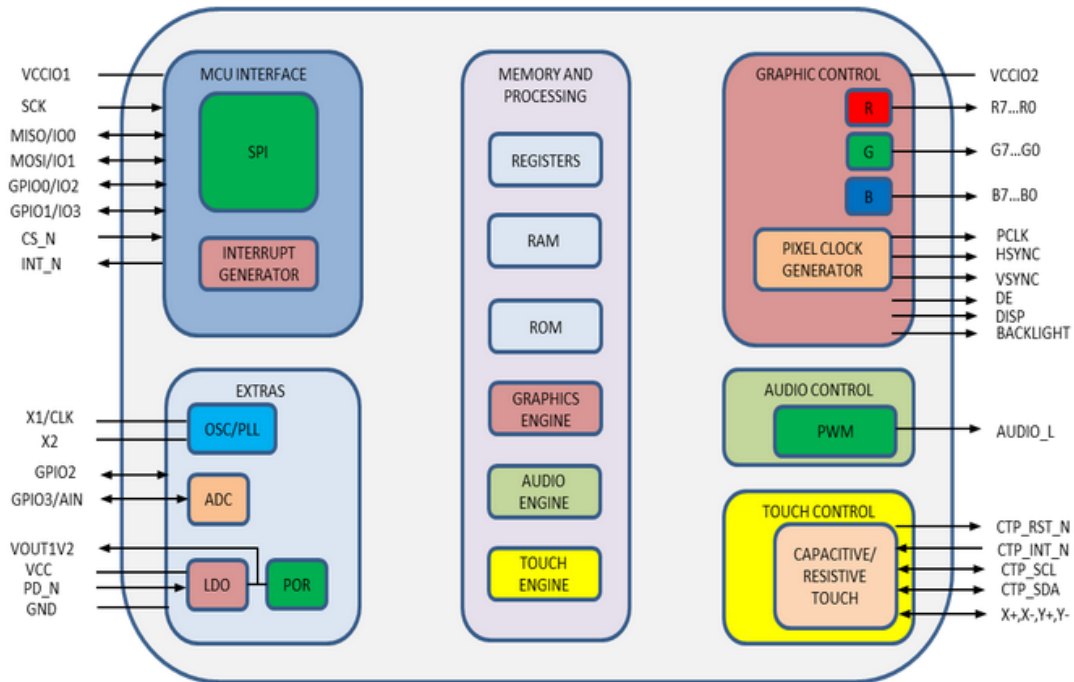 VCCIO1
SCK
MISO/IO0
MOSI/IO1
GPIO0/IO2
GPIO1/IO3
CS_N
INT_N
MCU INTERFACE
SPI
INTERRUPT
GENERATOR
X1/CLK
X2
GPIO2
GPIO3/AIN
VOUT1V2
VCC
PD_N
GND
EXTRAS
OSC/PLL
ADC
LDO
POR
MEMORY AND
PROCESSING
REGISTERS
RAM
ROM
GRAPHICS
ENGINE
AUDIO
ENGINE
TOUCH
ENGINE
GRAPHIC CONTROL
R
G
B
PIXEL CLOCK
GENERATOR
VCCIO2
R7...R0
G7...G0
B7...B0
PCLK
HSYNC
VSYNC
DE
DISP
BACKLIGHT
AUDIO CONTROL
PWM
AUDIO_L
TOUCH CONTROL
CAPACITIVE/
RESISTIVE
TOUCH
CTP_RST_N
CTP_INT_N
CTP_SCL
CTP_SDA
X+,X-,Y+,Y-